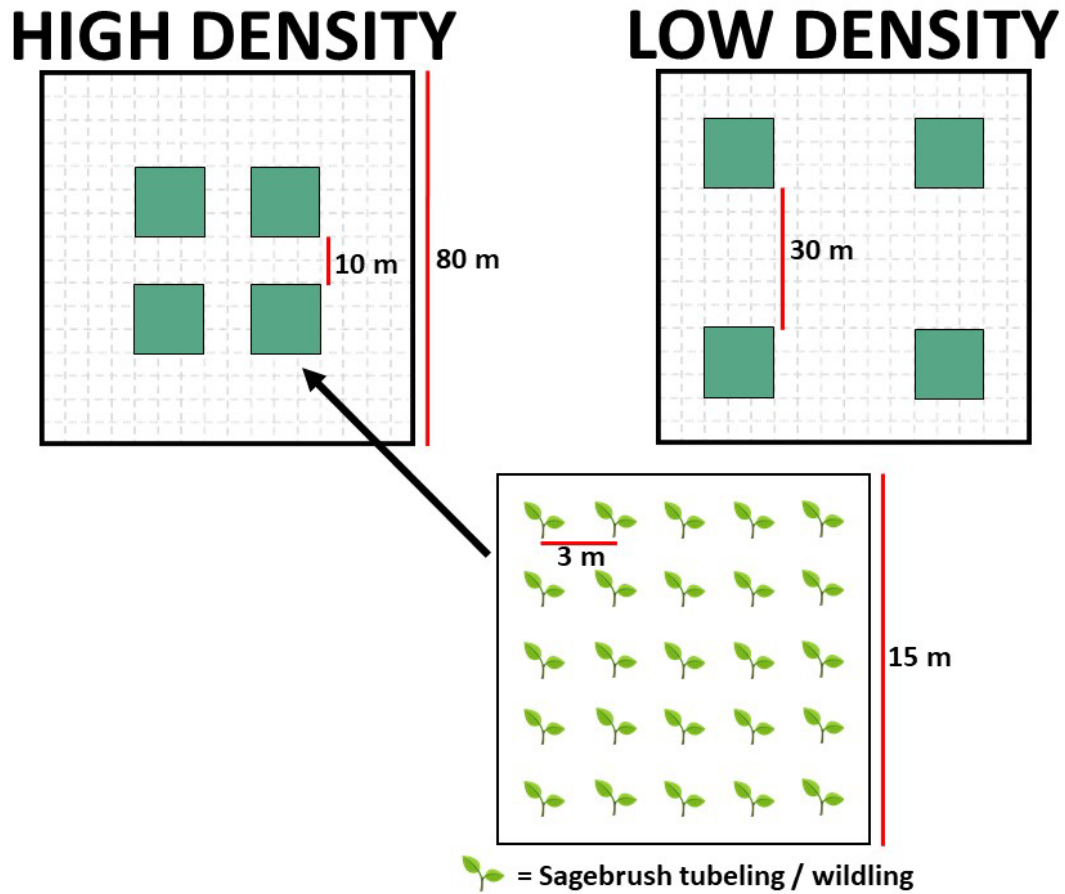 HIGH DENSITY
LOW DENSITY
10 m
80 m
30 m
3 m
15 m
= Sagebrush tubeling / wildling